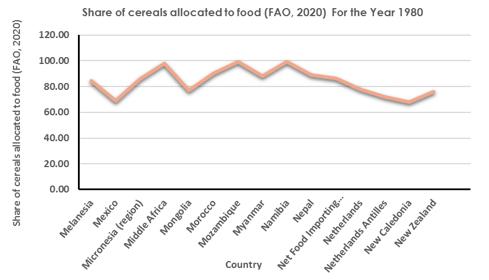 Share of cereals allocated to food (FAO, 2020)  For the Year 1980
Share of cereals allocated to food (FAO, 2020)
120.00
100.00
80.00
60.00
40.00
20.00
0.00
Melanesia
Mexico
Micronesia (region)
Middle Africa
Mongolia
Morocco
Mozambique
Myanmar
Namibia
Nepal
Net Food Importing...
Netherlands
Netherlands Antilles
New Caledonia
New Zealand
Country